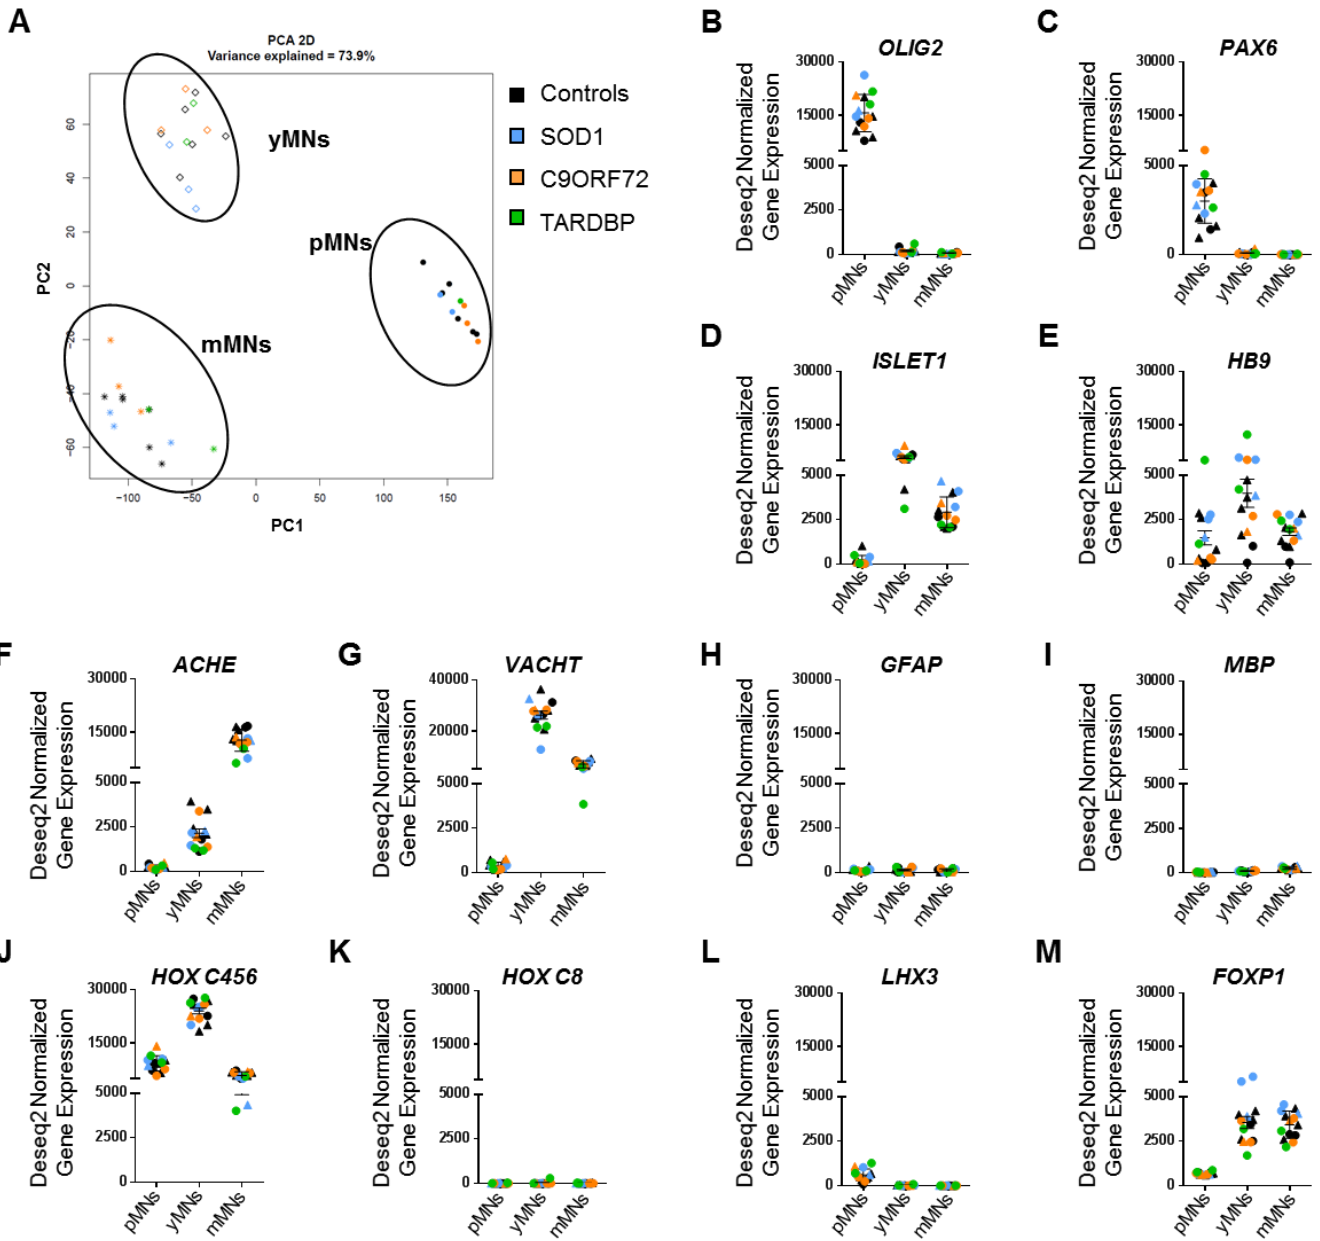 A
PCA 2D
Variance explained = 73.9%
yMNs
pMNs
mMNs
PC2
60
40
20
0
−20
−40
−60
−100
−50
0
50
100
150
PC1
Controls
SOD1
C9ORF72
TARDBP
B
OLIG2
Deseq2 Normalized
Gene Expression
30000
15000
5000
2500
0
pMNs
yMNs
mMNs
C
PAX6
Deseq2 Normalized
Gene Expression
30000
15000
5000
2500
0
pMNs
yMNs
mMNs
D
ISLET1
Deseq2 Normalized
Gene Expression
30000
15000
5000
2500
0
pMNs
yMNs
mMNs
E
HB9
Deseq2 Normalized
Gene Expression
30000
15000
5000
2500
0
pMNs
yMNs
mMNs
F
ACHE
Deseq2 Normalized
Gene Expression
30000
15000
5000
2500
0
pMNs
yMNs
mMNs
G
VACHT
Deseq2 Normalized
Gene Expression
40000
20000
5000
2500
0
pMNs
yMNs
mMNs
H
GFAP
Deseq2 Normalized
Gene Expression
30000
15000
5000
2500
0
pMNs
yMNs
mMNs
I
MBP
Deseq2 Normalized
Gene Expression
30000
15000
5000
2500
0
pMNs
yMNs
mMNs
J
HOX C456
Deseq2 Normalized
Gene Expression
30000
15000
5000
2500
0
pMNs
yMNs
mMNs
K
HOX C8
Deseq2 Normalized
Gene Expression
30000
15000
5000
2500
0
pMNs
yMNs
mMNs
L
LHX3
Deseq2 Normalized
Gene Expression
30000
15000
5000
2500
0
pMNs
yMNs
mMNs
M
FOXP1
Deseq2 Normalized
Gene Expression
30000
15000
5000
2500
0
pMNs
yMNs
mMNs